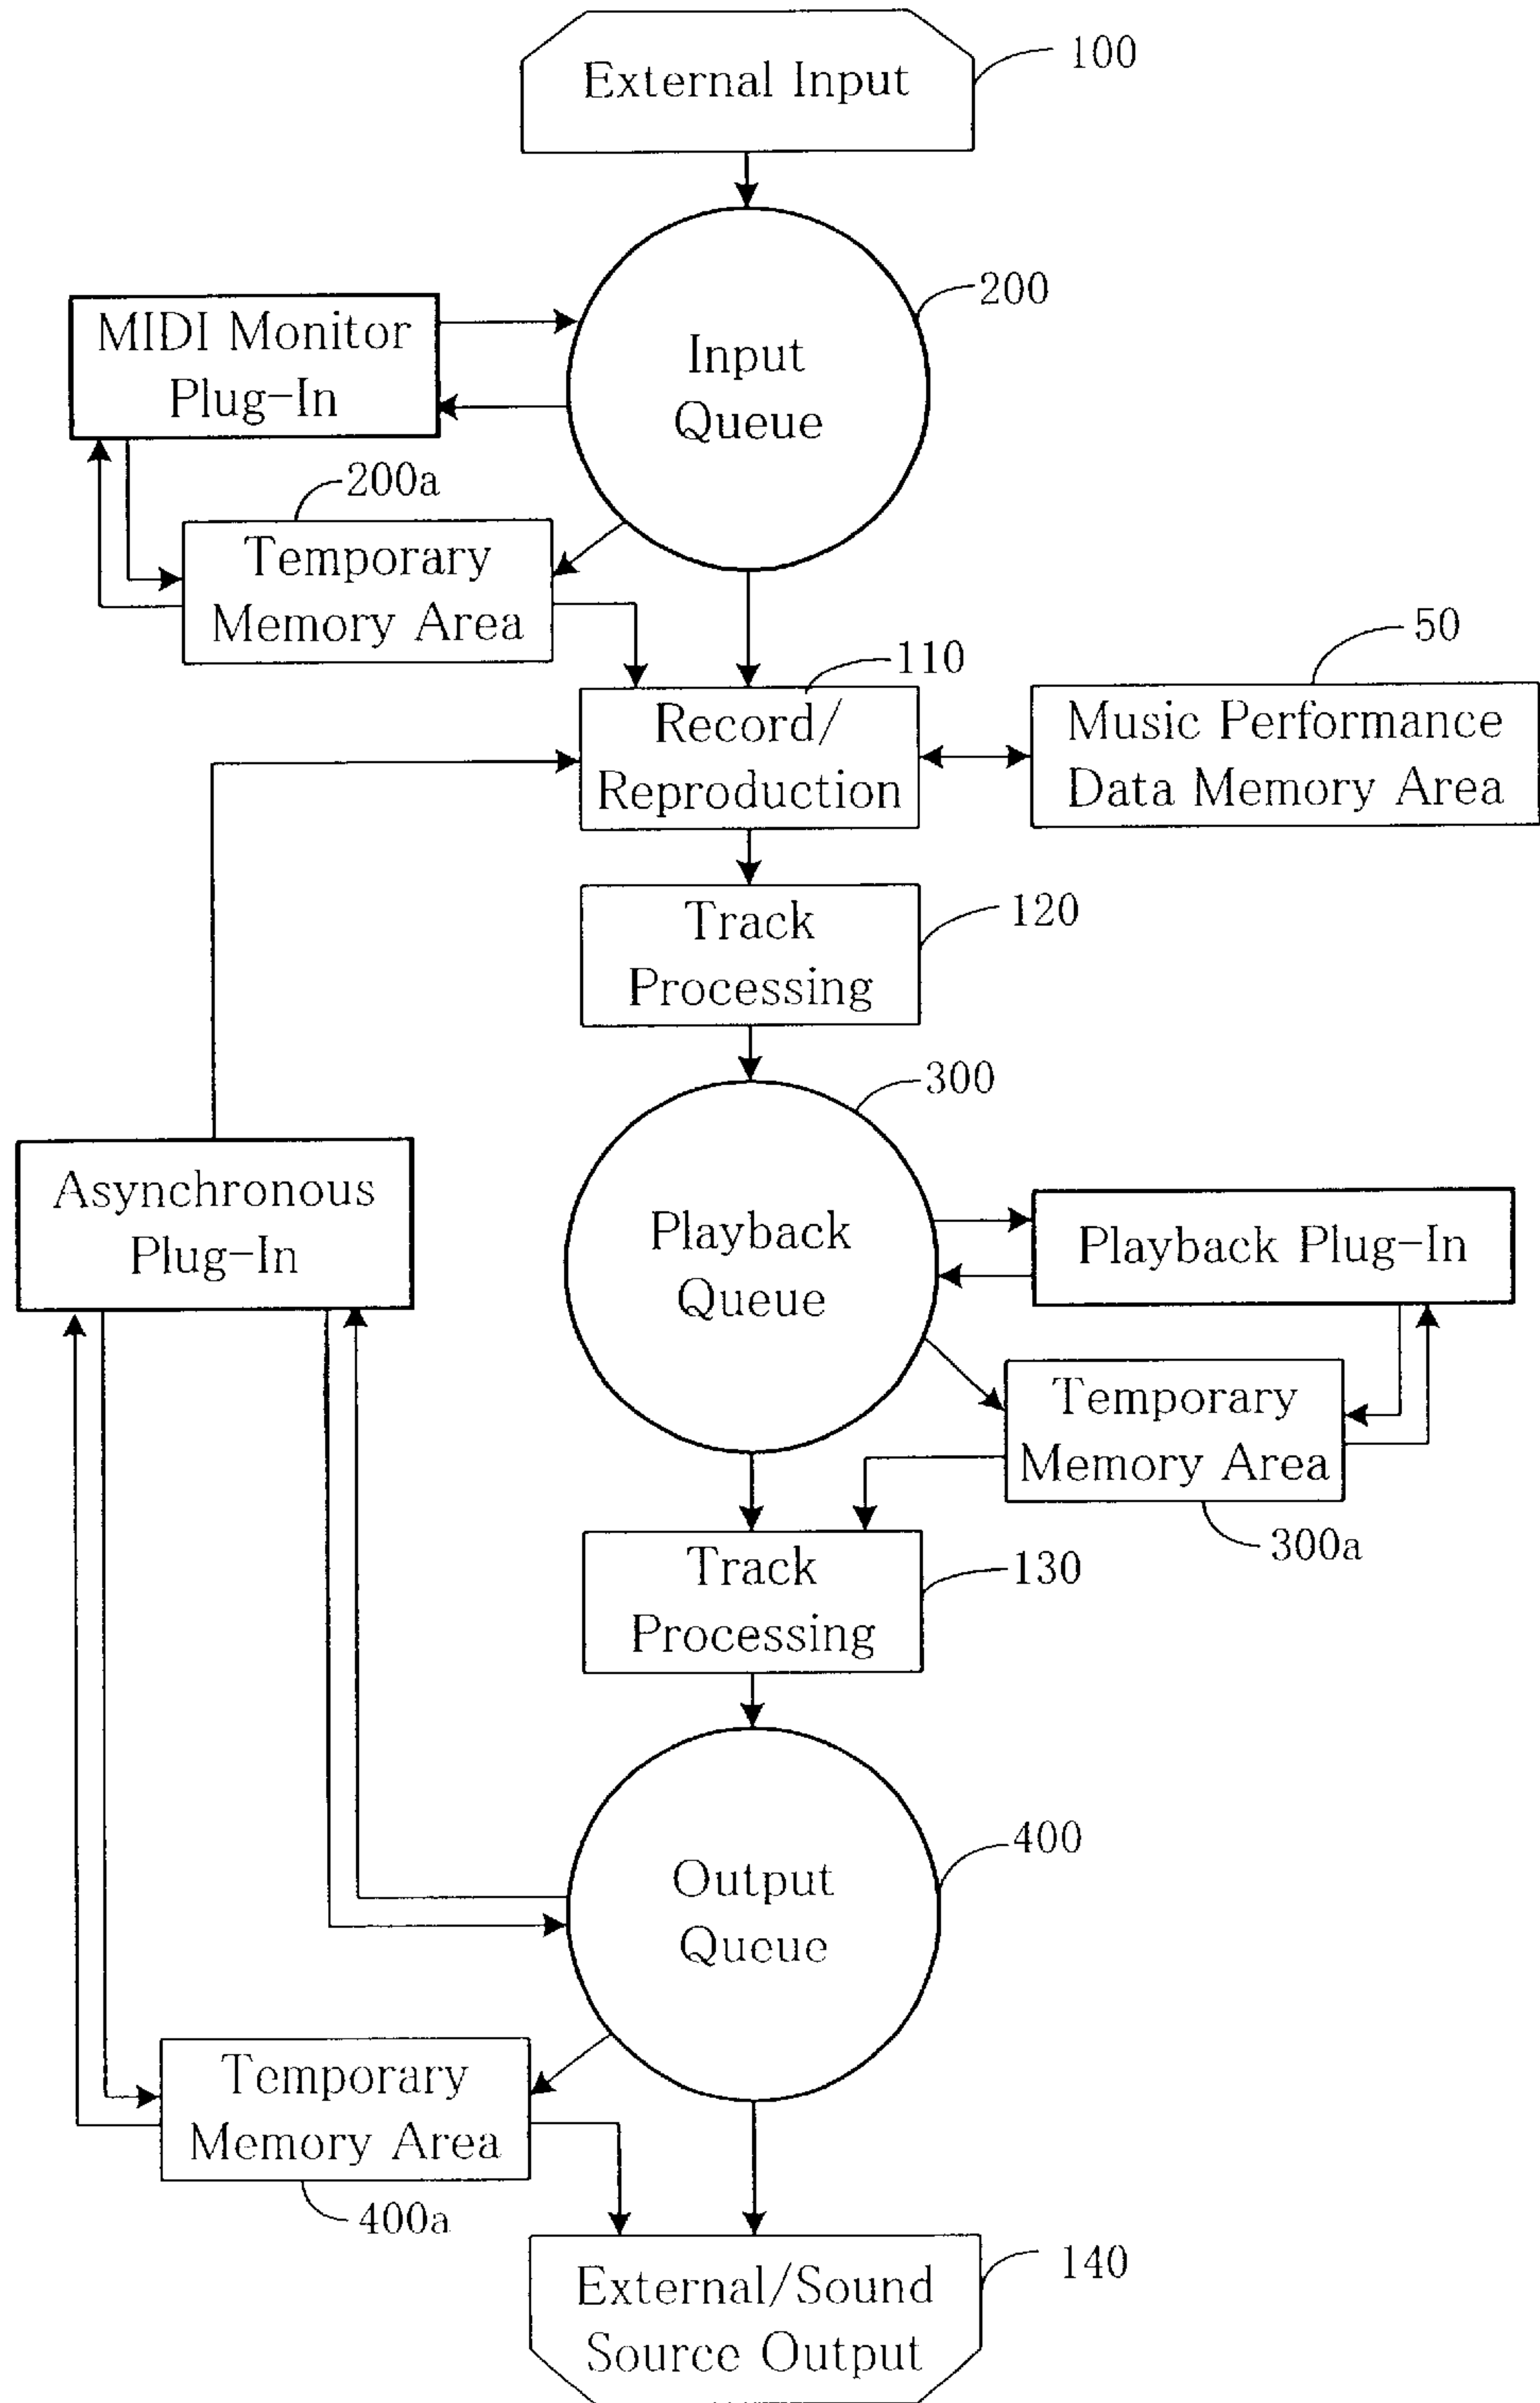 External Input
100
200
MIDI Monitor
Plug-In
Input
Queue
200a
Temporary
Memory Area
50
110
Record/
Reproduction
Music Performance
Data Memory Area
120
Track
Processing
300
Asynchronous
Plug-In
Playback
Queue
Playback Plug-In
Temporary
Memory Area
300a
Track
Processing
130
400
Output
Queue
Temporary
Memory Area
400a
External/Sound
Source Output
140